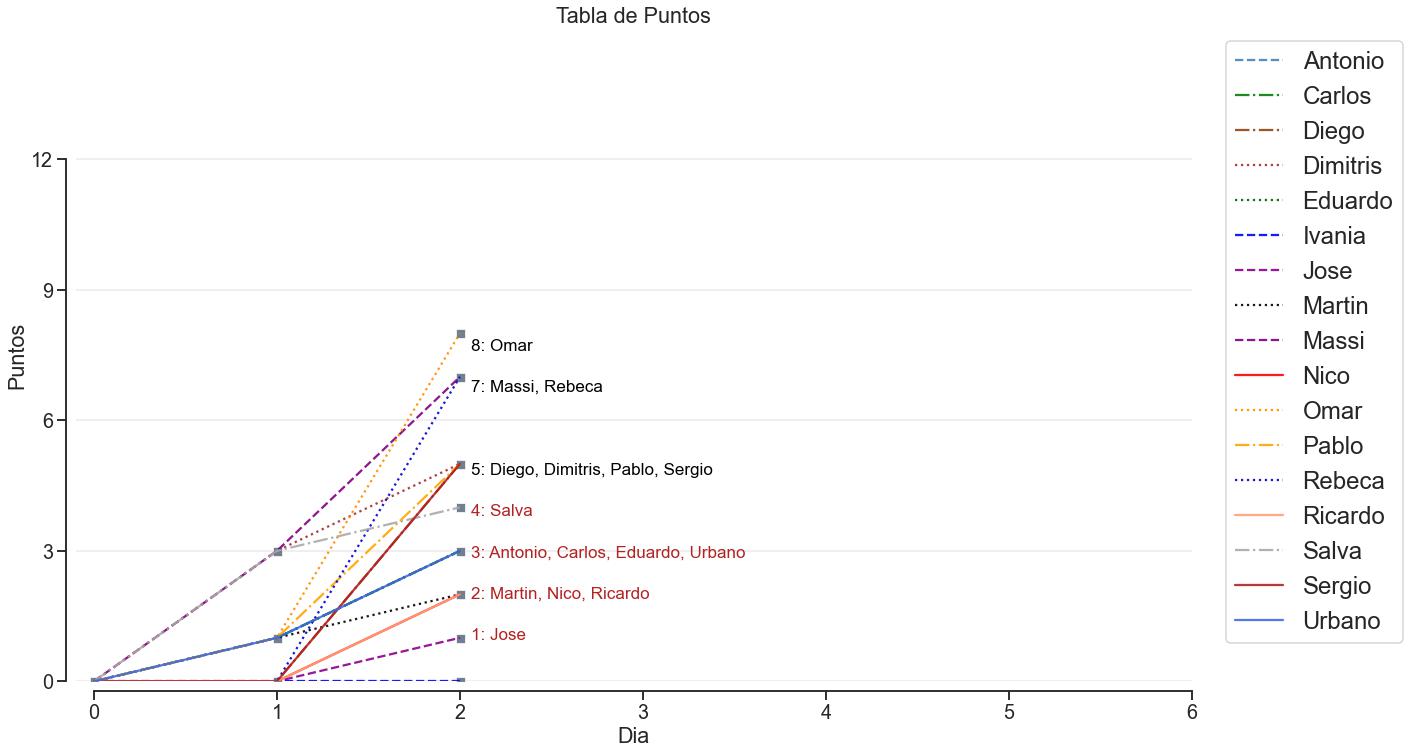 Tabla de Puntos
Antonio
Carlos
Diego
Dimitris
Eduardo
Ivania
Jose
Martin
Massi
Nico
Omar
Pablo
Rebeca
Ricardo
Salva
Sergio
Urbano
Puntos
12
9
6
3
0
8: Omar
7: Massi, Rebeca
5: Diego, Dimitris, Pablo, Sergio
4: Salva
3: Antonio, Carlos, Eduardo, Urbano
2: Martin, Nico, Ricardo
1: Jose
0 1 2 3 4 5 6
Dia